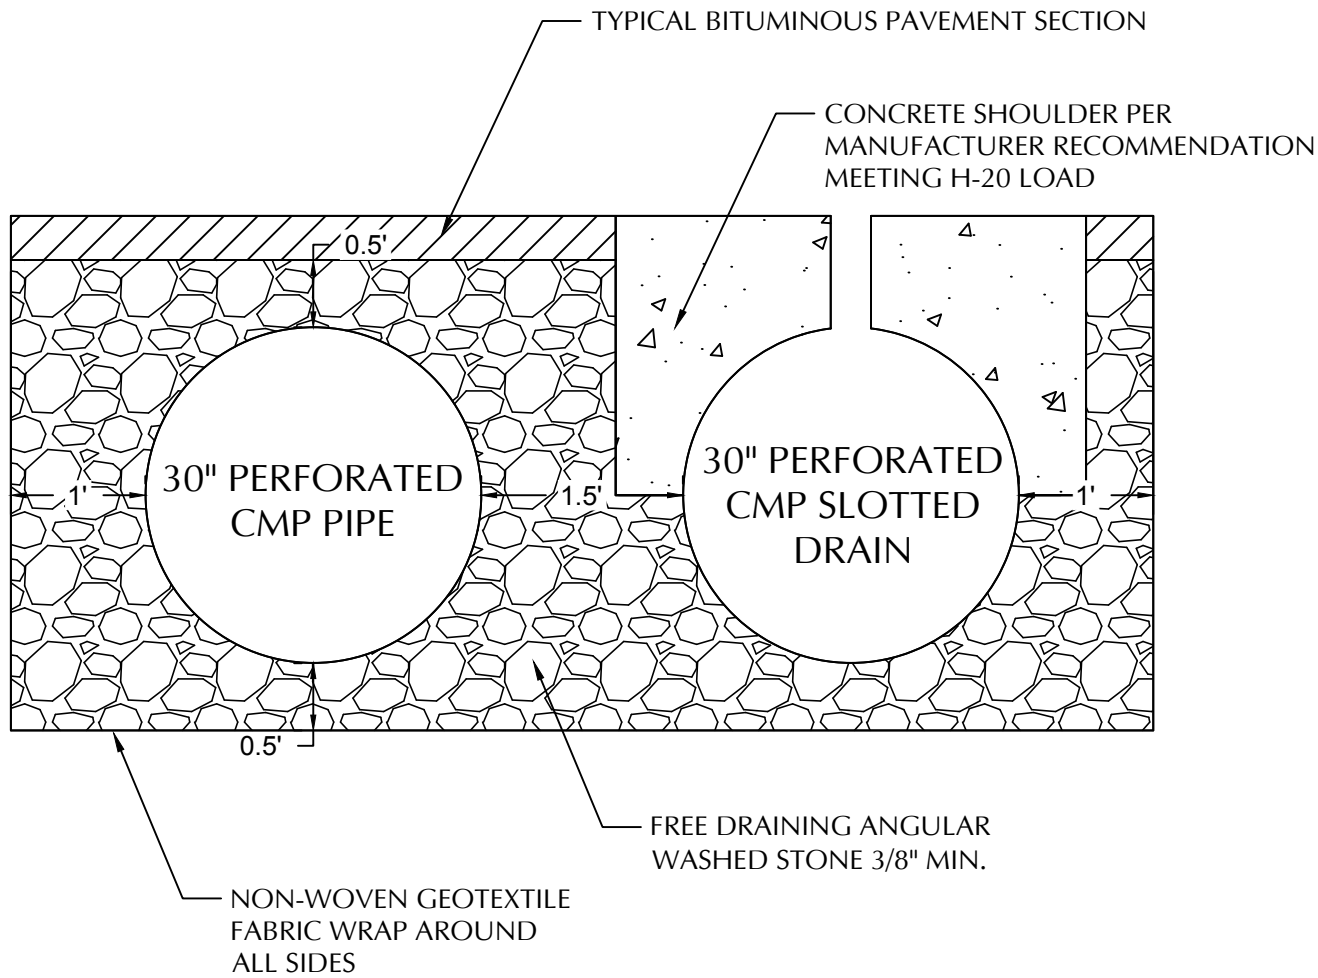 TYPICAL BITUMINOUS PAVEMENT SECTION
CONCRETE SHOULDER PER
MANUFACTURER RECOMMENDATION
MEETING H-20 LOAD
0.5'
30" PERFORATED
CMP PIPE
30" PERFORATED
CMP SLOTTED
DRAIN
1'
1.5'
1'
0.5'
FREE DRAINING ANGULAR
WASHED STONE 3/8" MIN.
NON-WOVEN GEOTEXTILE
FABRIC WRAP AROUND
ALL SIDES